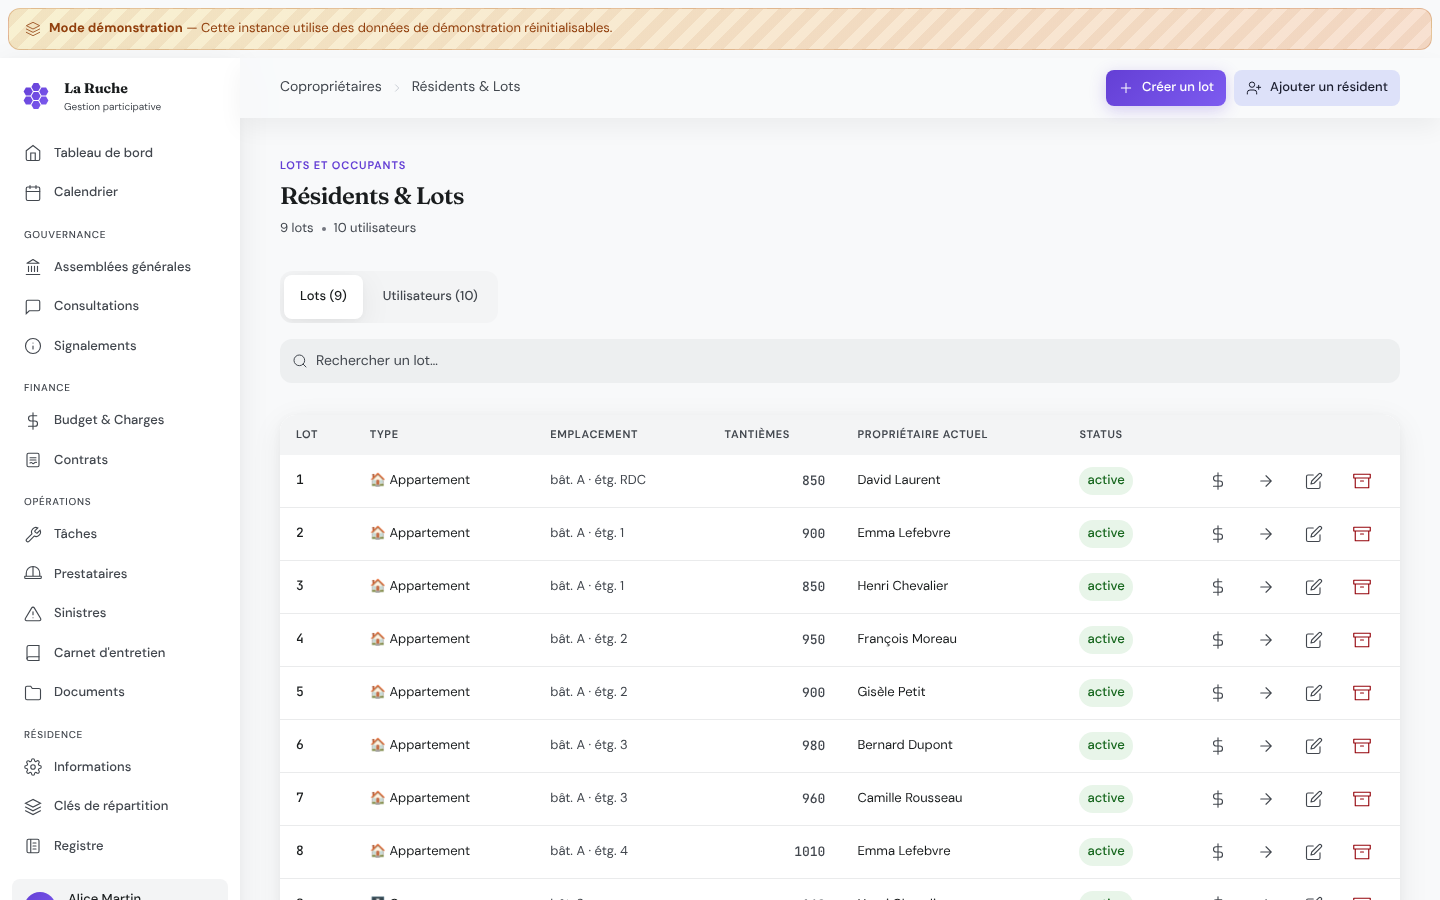 Mode démonstration — Cette instance utilise des données de démonstration réinitialisables.
La Ruche
Gestion participative
Tableau de bord
Calendrier
GOUVERNANCE
Assemblées générales
Consultations
Signalements
FINANCE
Budget & Charges
Contrats
OPÉRATIONS
Tâches
Prestataires
Sinistres
Carnet d'entretien
Documents
RÉSIDENCE
Informations
Clés de répartition
Registre
Alice Martin
Copropriétaires > Résidents & Lots
Créer un lot
Ajouter un résident
LOTS ET OCCUPANTS
Résidents & Lots
9 lots • 10 utilisateurs
Lots (9) Utilisateurs (10)
Rechercher un lot...
LOT TYPE EMPLACEMENT TANTIÈMES PROPRIÉTAIRE ACTUEL STATUS
1 Appartement bât. A · étg. RDC 850 David Laurent active
2 Appartement bât. A · étg. 1 900 Emma Lefebvre active
3 Appartement bât. A · étg. 1 850 Henri Chevalier active
4 Appartement bât. A · étg. 2 950 François Moreau active
5 Appartement bât. A · étg. 2 900 Gisèle Petit active
6 Appartement bât. A · étg. 3 980 Bernard Dupont active
7 Appartement bât. A · étg. 3 960 Camille Rousseau active
8 Appartement bât. A · étg. 4 1010 Emma Lefebvre active